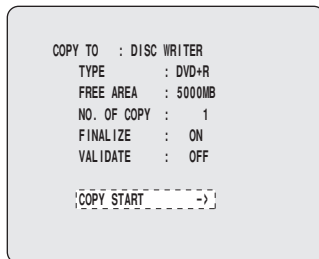 COPY TO : DISC WRITER
TYPE : DVD+R
FREE AREA : 5000MB
NO. OF COPY : 1
FINALIZE : ON
VALIDATE : OFF
COPY START ->